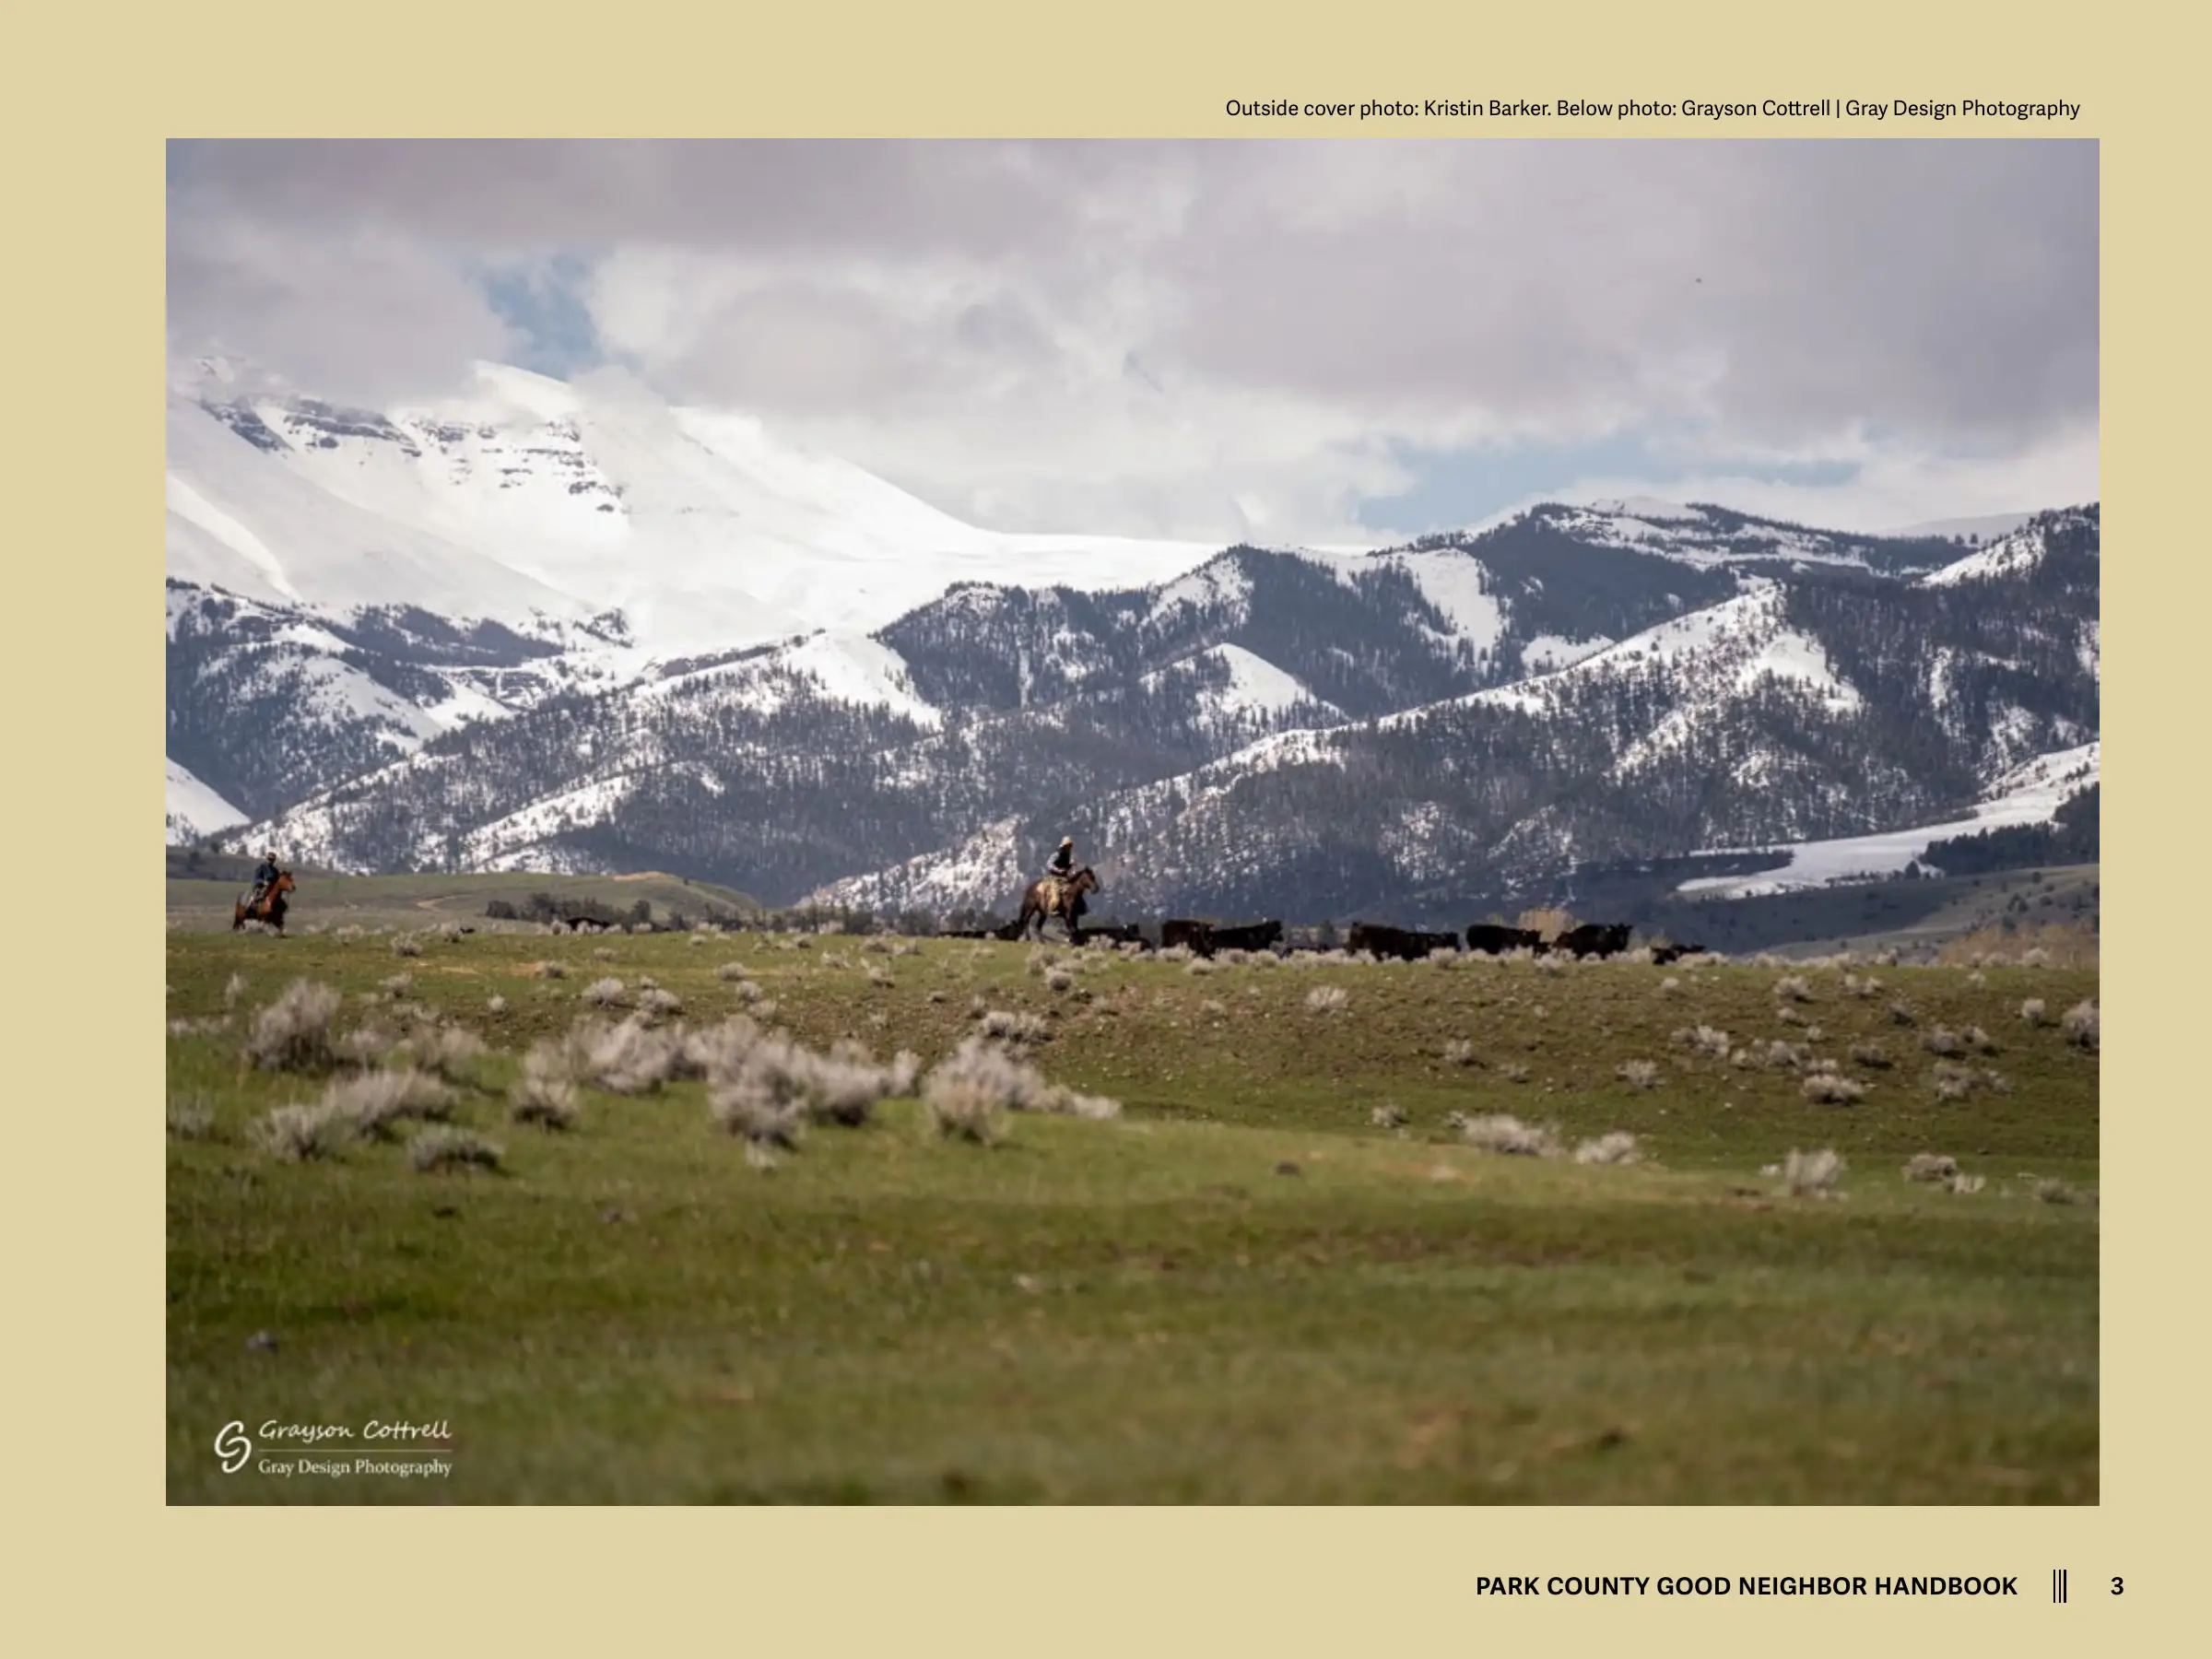 Outside cover photo: Kristin Barker. Below photo: Grayson Cottrell | Gray Design Photography
Grayson Cottrell
Gray Design Photography
PARK COUNTY GOOD NEIGHBOR HANDBOOK 3